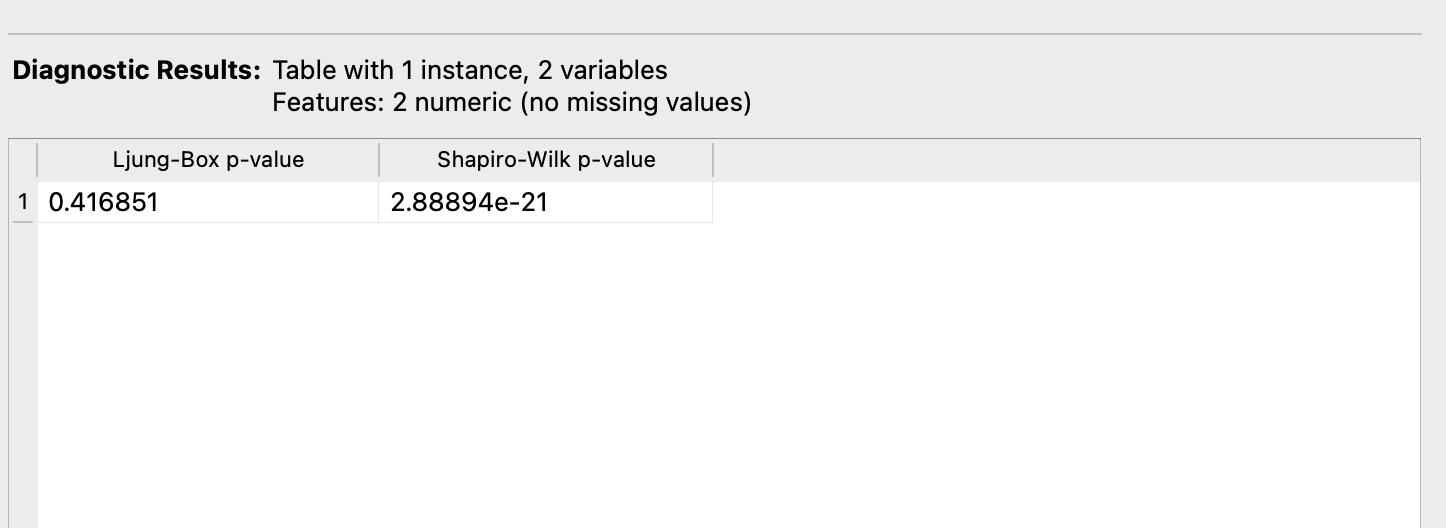 Diagnostic Results: Table with 1 instance, 2 variables
Features: 2 numeric (no missing values)
Ljung-Box p-value Shapiro-Wilk p-value
1 0.416851 2.88894e-21